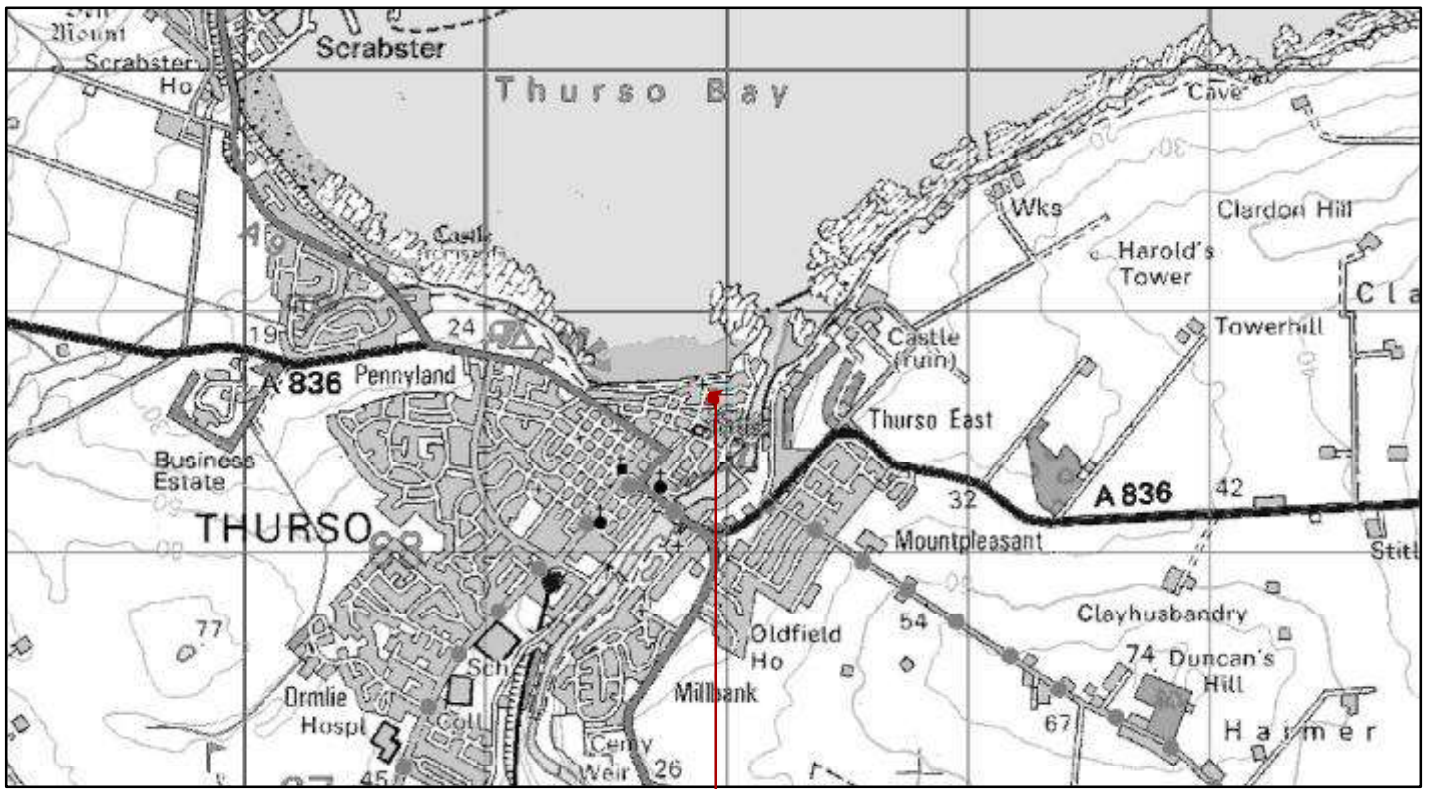 Mount
Scrabster
Scrabster
Ho
Thurso Bay
Cave
Wks
Clardon Hill
Harold's
Tower
Castle
Castle
(ruin)
Towerhill
19
24
A 836
Pennyland
Thurso East
Business
Estate
32
A 836
42
THURSO
Mountpleasant
Clayhusbandry
54
77
Oldfield
Ho
74
Duncan's
Hill
Sch
Ormlie
Millbank
Hospl
Coll
67
Haimer
Cemy
Weir
26
45